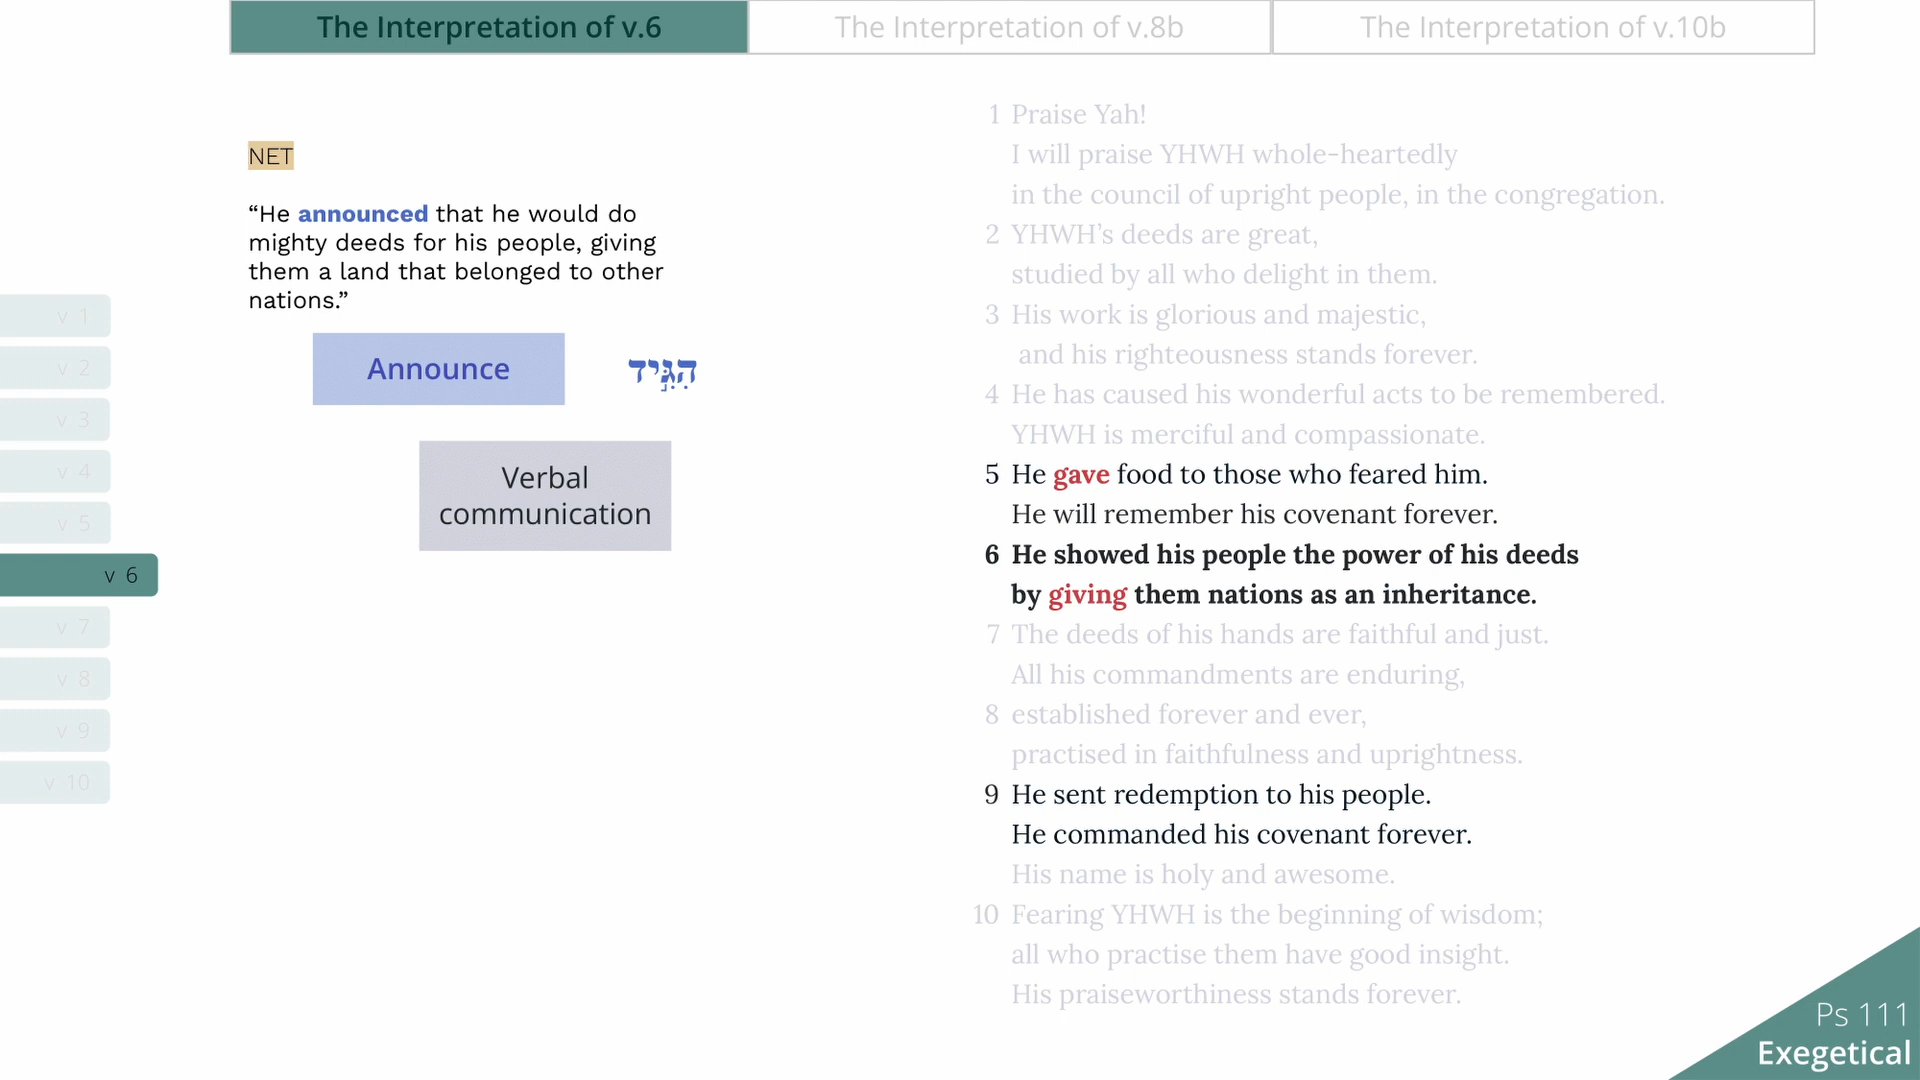 The Interpretation of v.6
The Interpretation of v.8b
The Interpretation of v.10b
NET
“He announced that he would do
mighty deeds for his people, giving
them a land that belonged to other
nations.”
Announce
הִגִּ֣יד
Verbal
communication
v 1
v 2
v 3
v 4
v 5
v 6
v 7
v 8
v 9
v 10
1 Praise Yah!
I will praise YHWH whole-heartedly
in the council of upright people, in the congregation.
2 YHWH’s deeds are great,
studied by all who delight in them.
3 His work is glorious and majestic,
and his righteousness stands forever.
4 He has caused his wonderful acts to be remembered.
YHWH is merciful and compassionate.
5 He gave food to those who feared him.
He will remember his covenant forever.
6 He showed his people the power of his deeds
by giving them nations as an inheritance.
7 The deeds of his hands are faithful and just.
All his commandments are enduring,
8 established forever and ever,
practised in faithfulness and uprightness.
9 He sent redemption to his people.
He commanded his covenant forever.
His name is holy and awesome.
10 Fearing YHWH is the beginning of wisdom;
all who practise them have good insight.
His praiseworthiness stands forever.
Ps 111
Exegetical